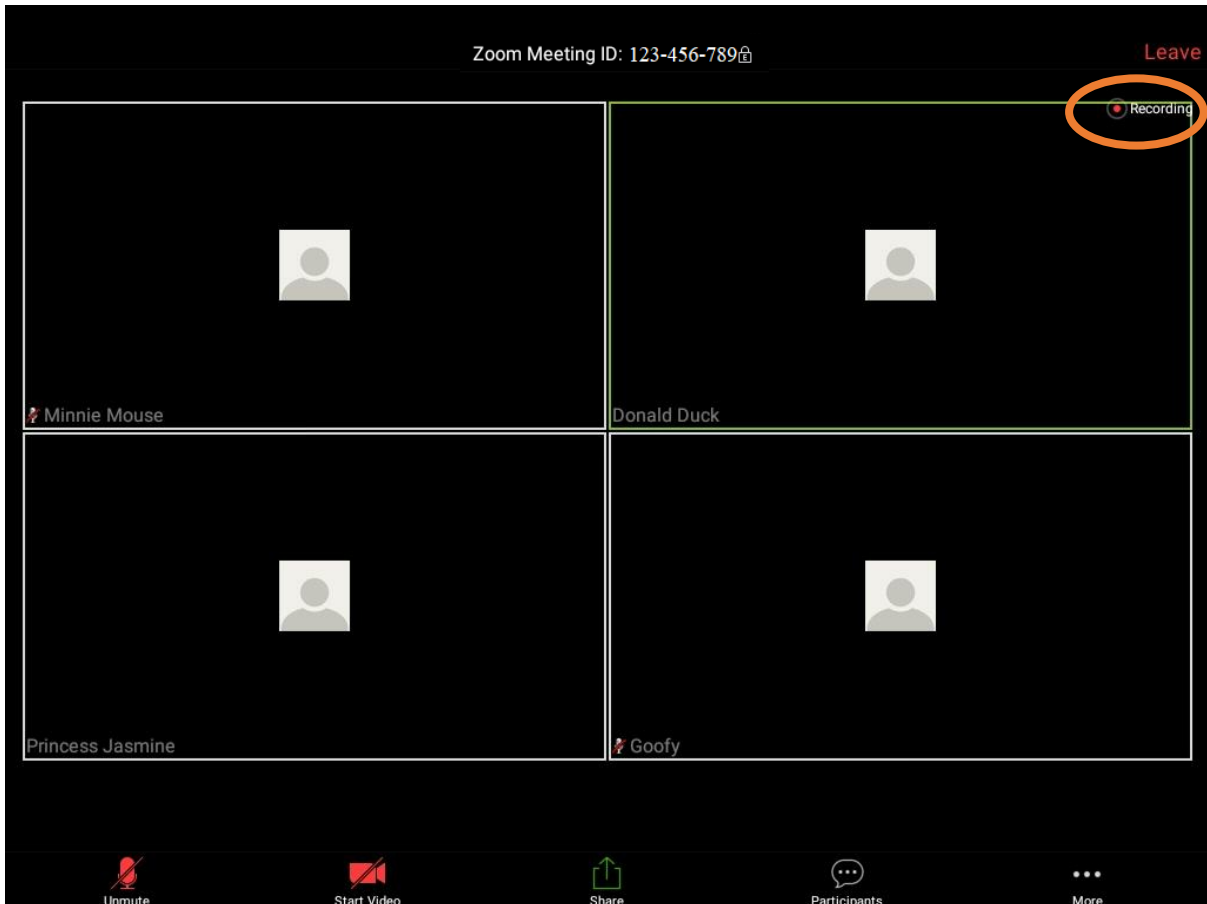 Zoom Meeting ID: 123-456-789
Leave
Recording
Minnie Mouse
Donald Duck
Princess Jasmine
Goofy
Unmute
Start Video
Share
Participants
More